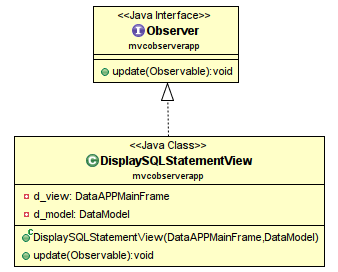 <<Java Interface>>
I Observer
mvcobserverapp
update(Observable):void
<<Java Class>>
C DisplaySQLStatementView
mvcobserverapp
d_view: DataAPPMainFrame
d_model: DataModel
C DisplaySQLStatementView(DataAPPMainFrame,DataModel)
update(Observable):void